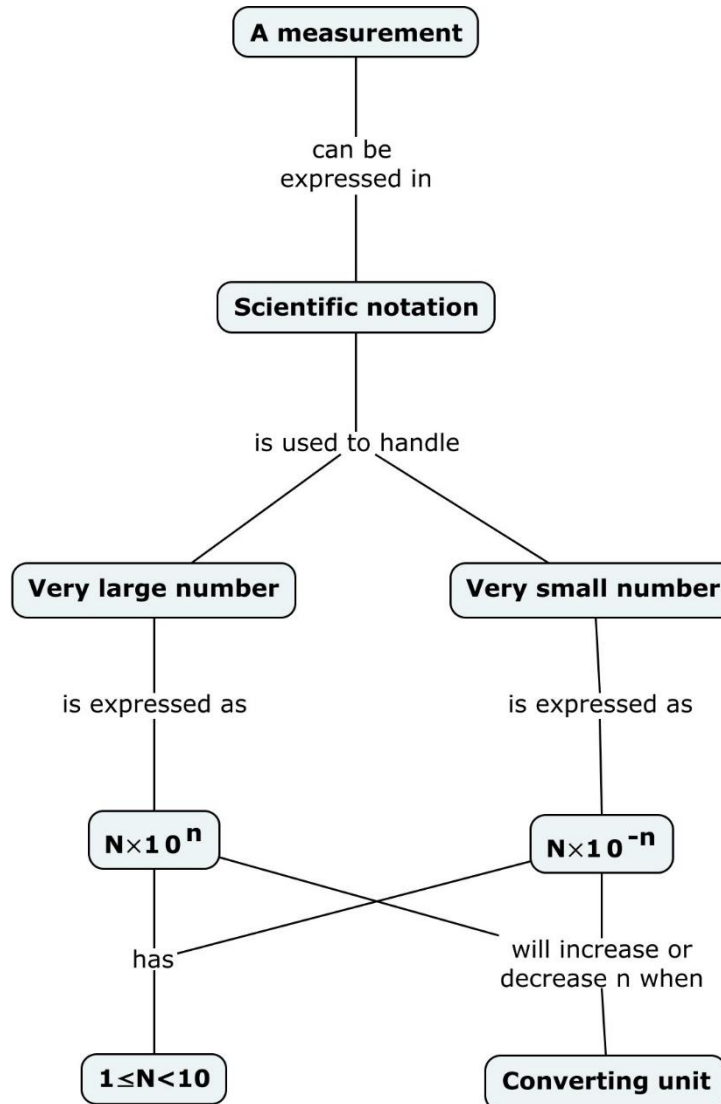 A measurement
can be
expressed in
Scientific notation
is used to handle
Very large number
Very small number
is expressed as
is expressed as
N×10ⁿ
N×10⁻ⁿ
has
will increase or
decrease n when
1≤N<10
Converting unit